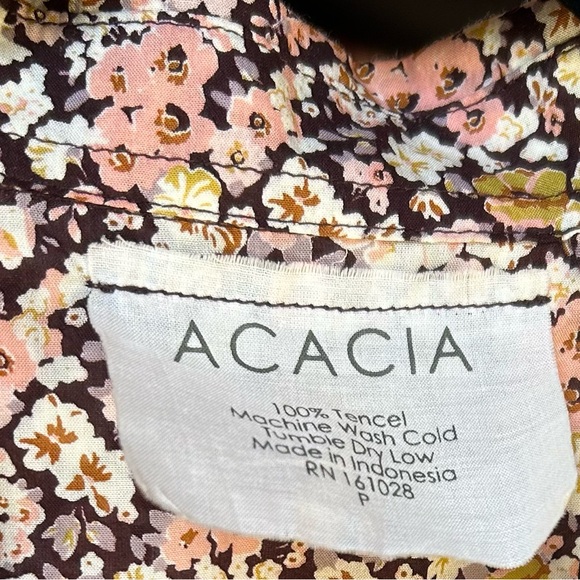 ACACIA
100% Tencel
Machine Wash Cold
Tumble Dry Low
Made in Indonesia
RN 161028
P